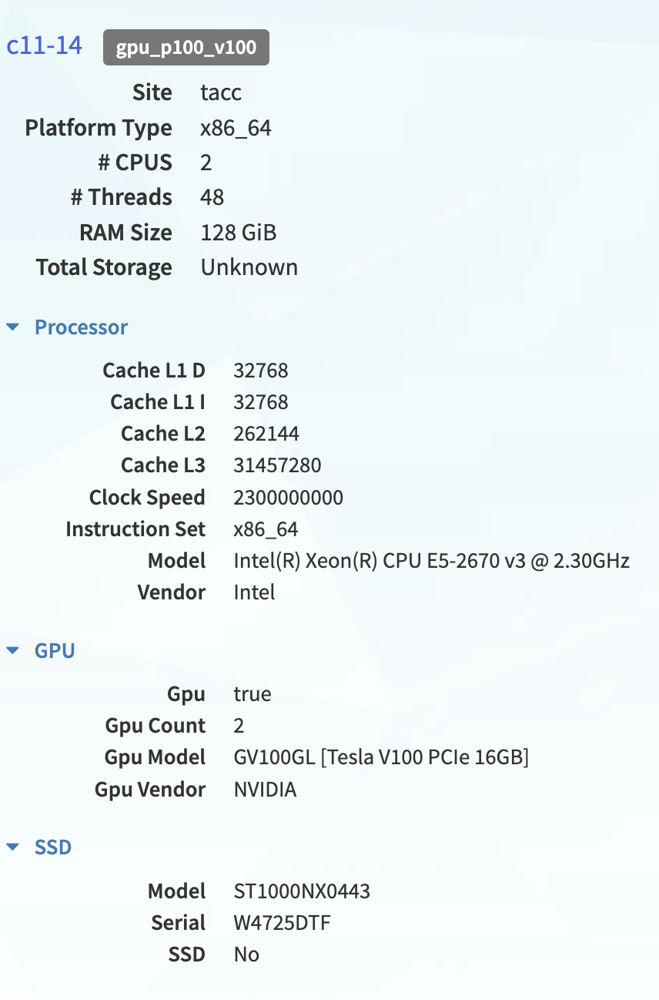 c11-14 gpu_p100_v100
Site tacc
Platform Type x86_64
# CPUS 2
# Threads 48
RAM Size 128 GiB
Total Storage Unknown
Processor
Cache L1 D 32768
Cache L1 I 32768
Cache L2 262144
Cache L3 31457280
Clock Speed 2300000000
Instruction Set x86_64
Model Intel(R) Xeon(R) CPU E5-2670 v3 @ 2.30GHz
Vendor Intel
GPU
Gpu true
Gpu Count 2
Gpu Model GV100GL [Tesla V100 PCIe 16GB]
Gpu Vendor NVIDIA
SSD
Model ST1000NX0443
Serial W4725DTF
SSD No